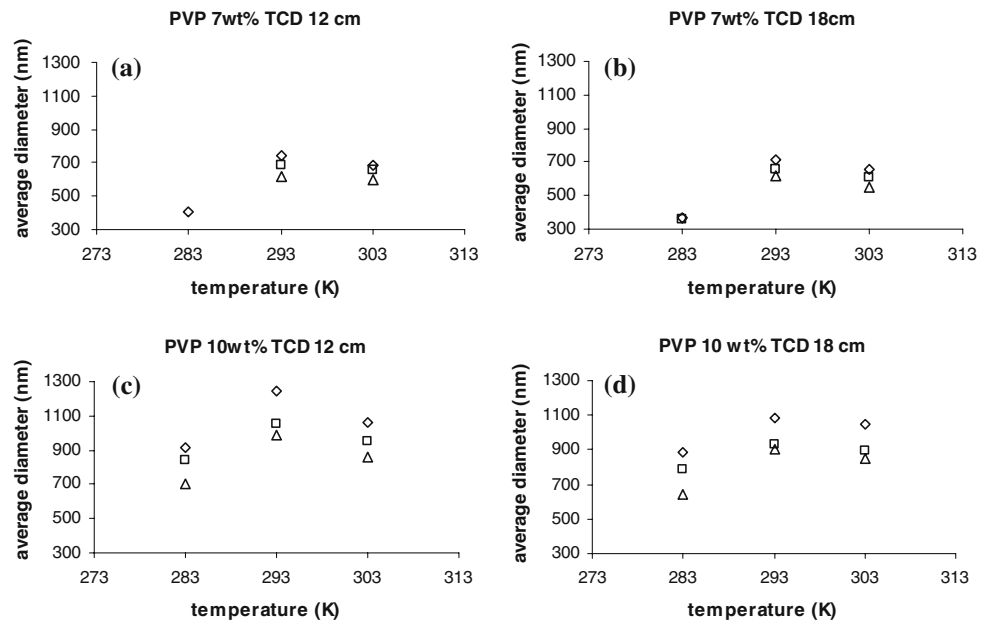 PVP 7wt% TCD 12 cm
(a)
average diameter (nm)
1300
1100
900
700
500
300
273 283 293 303 313
temperature (K)
PVP 7wt% TCD 18cm
(b)
average diameter (nm)
1300
1100
900
700
500
300
273 283 293 303 313
temperature (K)
PVP 10wt% TCD 12 cm
(c)
average diameter (nm)
1300
1100
900
700
500
300
273 283 293 303 313
temperature (K)
PVP 10 wt% TCD 18 cm
(d)
average diameter (nm)
1300
1100
900
700
500
300
273 283 293 303 313
temperature (K)